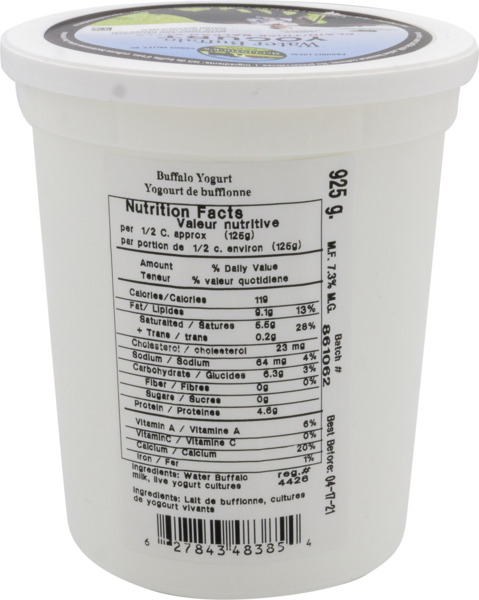 Buffalo Yogurt
Yogourt de bufflonne
Nutrition Facts
Valeur nutritive
per 1/2 c. approx (125g)
par portion de 1/2 c. environ (125g)
Amount % Daily Value
Teneur % valeur quotidiene
Calories/Calories 119
Fat/ Lipides 9.1g 13%
Saturated / Satures 5.5g 28%
+ Trans / trans 0.2g
Cholesterol / cholesterol 23 mg
Sodium / Sodium 64 mg 4%
Carbohydrate / Glucides 6.3g 3%
Fiber / Fibres 0g 0%
Sugars / Sucres 0g
Protein / Proteines 4.6g
Vitamin A / Vitamine A 6%
VitaminC / Vitamine C 0%
Calcium / Calcium 20%
Iron / Fer 1%
Ingredients: Water Buffalo
milk, live yogurt cultures
reg.#
4426
Ingredients: Lait de bufflonne, cultures
de yogourt vivants
6 27843 48385 4
925 g.
M.F. 7.3% M.G.
Batch #
861062
Best Before: 04-17-21